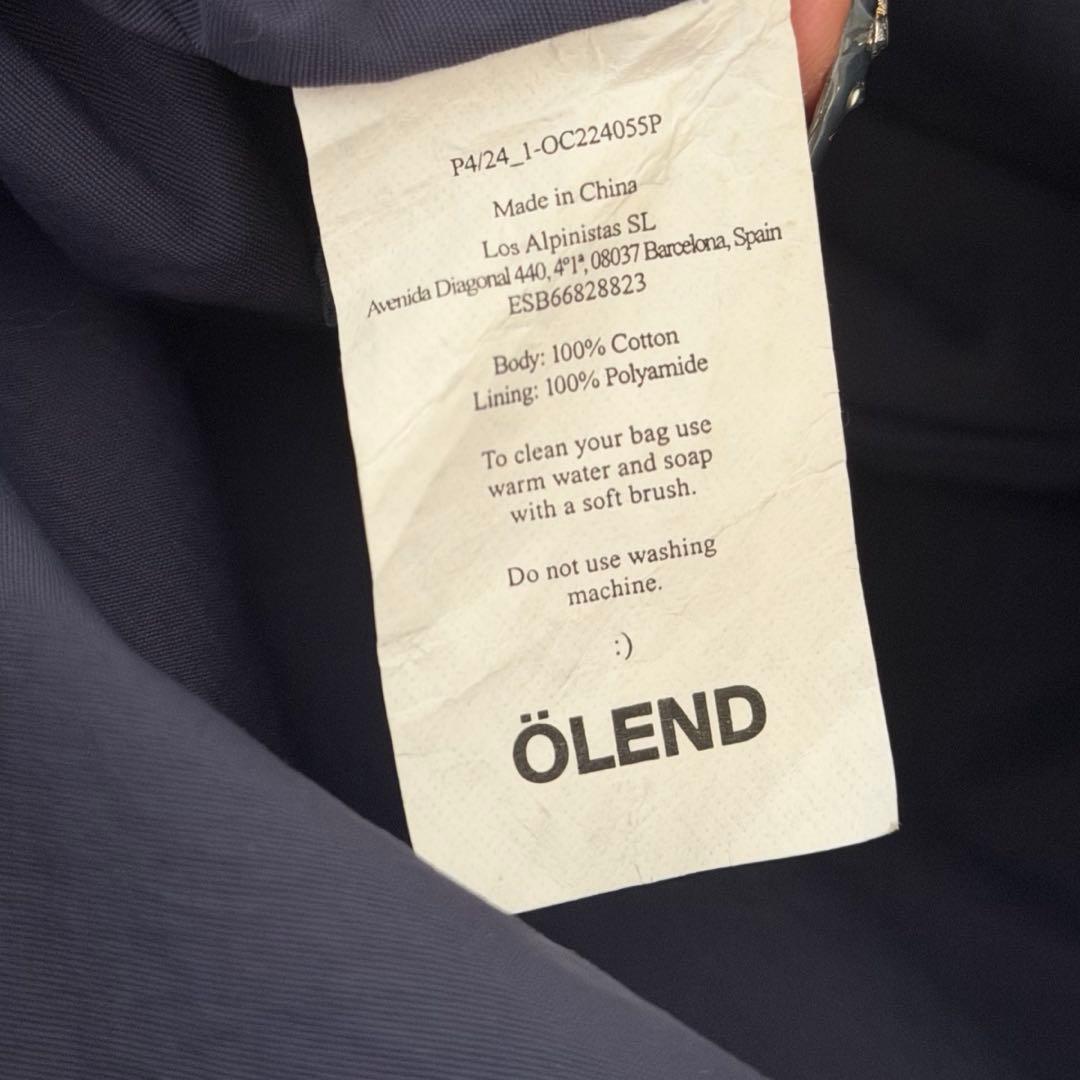 P4/24_1-OC224055P
Made in China
Los Alpinistas SL
Avenida Diagonal 440, 4º1ª, 08037 Barcelona, Spain
ESB66828823
Body: 100% Cotton
Lining: 100% Polyamide
To clean your bag use
warm water and soap
with a soft brush.
Do not use washing
machine.
:)
ÖLEND